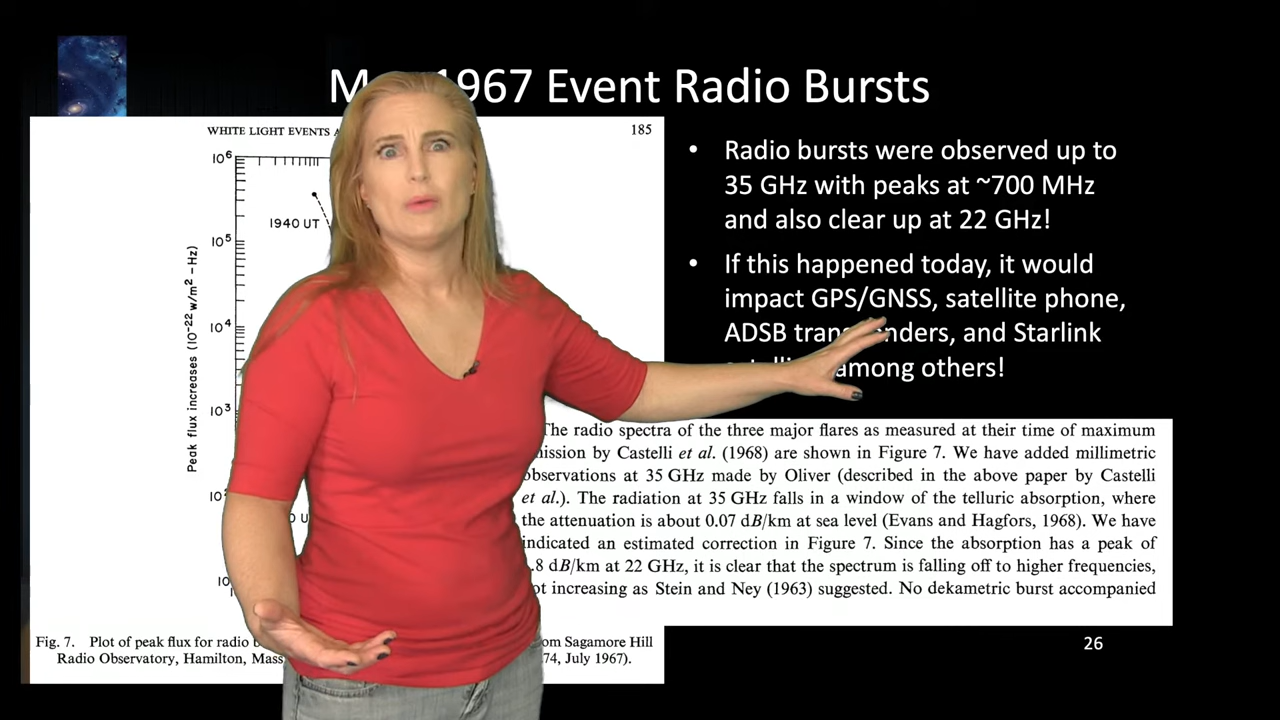 1967 Event Radio Bursts
WHITE LIGHT EVENTS
185
10⁶
1940 UT
10⁵
10⁴
10³
Peak flux increases (10⁻²² w/m² –Hz)
Fig. 7. Plot of peak flux for radio
Sagamore Hill
Radio Observatory, Hamilton, Mass.
74, July 1967).
• Radio bursts were observed up to
35 GHz with peaks at ~700 MHz
and also clear up at 22 GHz!
• If this happened today, it would
impact GPS/GNSS, satellite phone,
ADSB and Starlink
among others!
The radio spectra of the three major flares as measured at their time of maximum
by Castelli et al. (1968) are shown in Figure 7. We have added millimetric
observations at 35 GHz made by Oliver (described in the above paper by Castelli
et al.). The radiation at 35 GHz falls in a window of the telluric absorption, where
the attenuation is about 0.07 dB/km at sea level (Evans and Hagfors, 1968). We have
indicated an estimated correction in Figure 7. Since the absorption has a peak of
.8 dB/km at 22 GHz, it is clear that the spectrum is falling off to higher frequencies,
increasing as Stein and Ney (1963) suggested. No dekametric burst accompanied
26